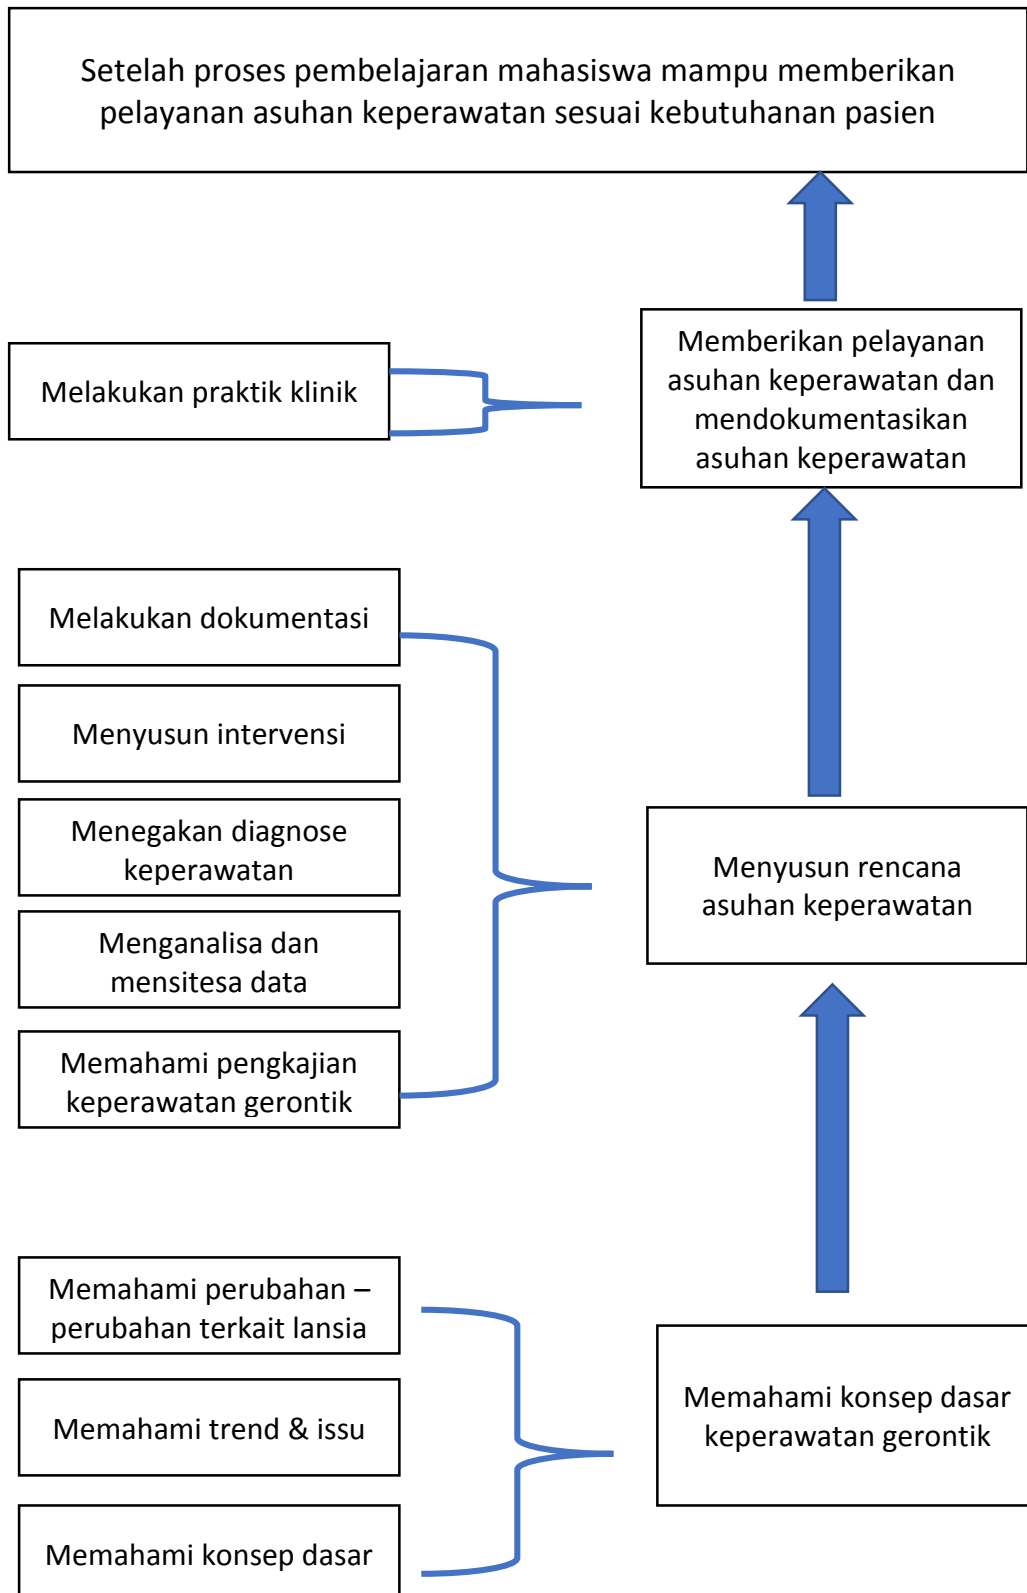 Setelah proses pembelajaran mahasiswa mampu memberikan
pelayanan asuhan keperawatan sesuai kebutuhanan pasien
Melakukan praktik klinik
Memberikan pelayanan
asuhan keperawatan dan
mendokumentasikan
asuhan keperawatan
Melakukan dokumentasi
Menyusun intervensi
Menegakan diagnose
keperawatan
Menganalisa dan
mensitesa data
Memahami pengkajian
keperawatan gerontik
Menyusun rencana
asuhan keperawatan
Memahami perubahan –
perubahan terkait lansia
Memahami trend & issu
Memahami konsep dasar
Memahami konsep dasar
keperawatan gerontik